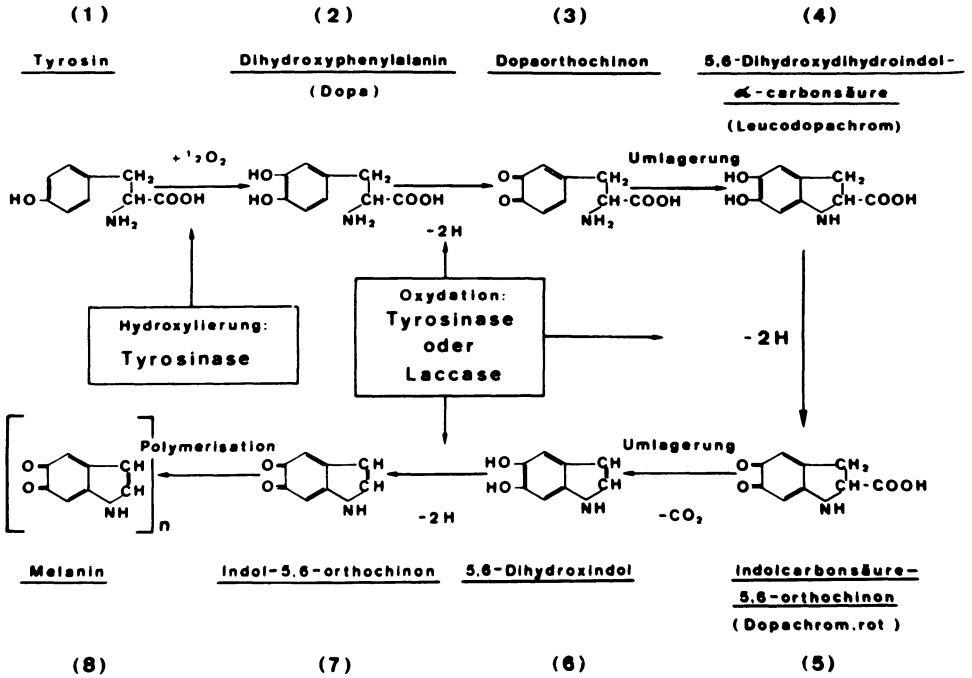 (1) (2) (3) (4)
Tyrosin
Dihydroxyphenylalanin
(Dopa)
Dopaorthochinon
5,6-Dihydroxydihydroindol-
α-carbonsäure
(Leucodopachrom)
+ ½O₂
Umlagerung
HO
CH₂
CH-COOH
NH₂
HO
HO
CH₂
CH-COOH
NH₂
-2H
O
O
CH₂
CH-COOH
NH₂
HO
HO
CH₂
CH-COOH
NH
Hydroxylierung:
Tyrosinase
Oxydation:
Tyrosinase
oder
Laccase
-2H
Polymerisation
Umlagerung
O
O
CH
CH
NH
n
O
O
CH
CH
NH
-2H
HO
HO
CH
CH
NH
-CO₂
O
O
CH₂
CH-COOH
NH
Melanin
Indol-5,6-orthochinon
5,6-Dihydroxindol
Indolcarbonsäure-
5,6-orthochinon
(Dopachrom,rot)
(8) (7) (6) (5)